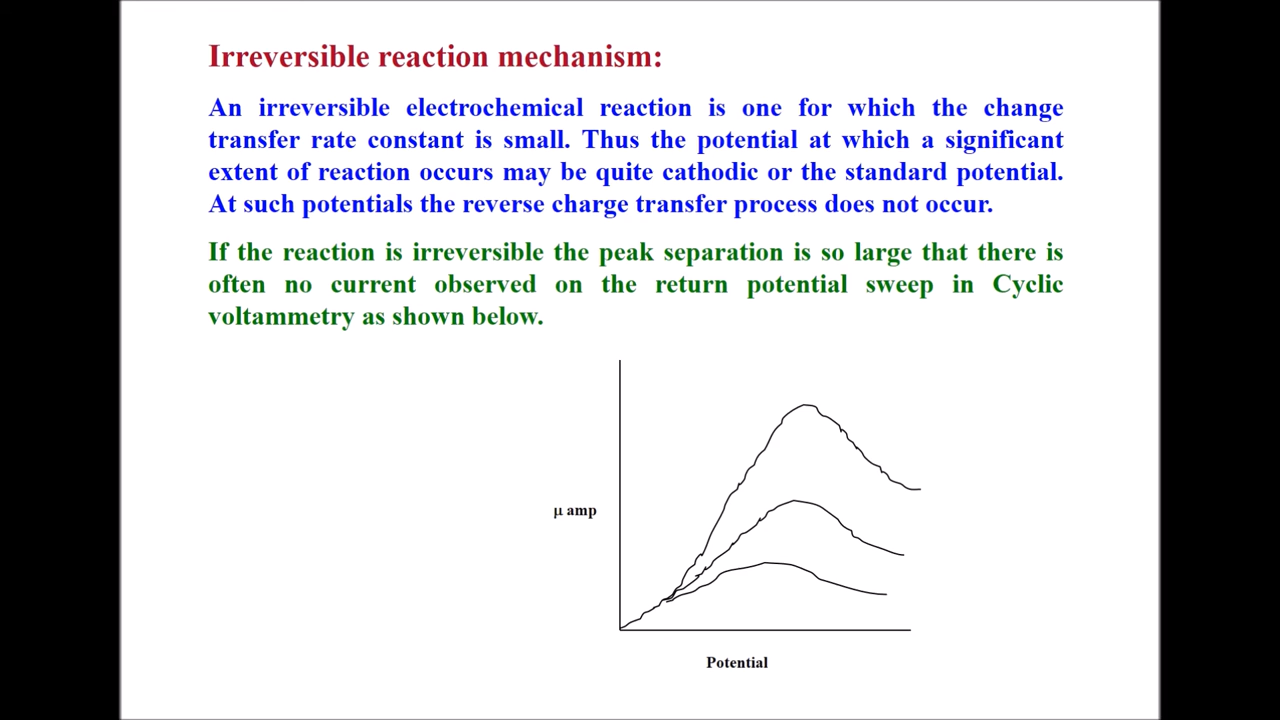 Irreversible reaction mechanism:
An irreversible electrochemical reaction is one for which the change
transfer rate constant is small. Thus the potential at which a significant
extent of reaction occurs may be quite cathodic or the standard potential.
At such potentials the reverse charge transfer process does not occur.
If the reaction is irreversible the peak separation is so large that there is
often no current observed on the return potential sweep in Cyclic
voltammetry as shown below.
μ amp
Potential